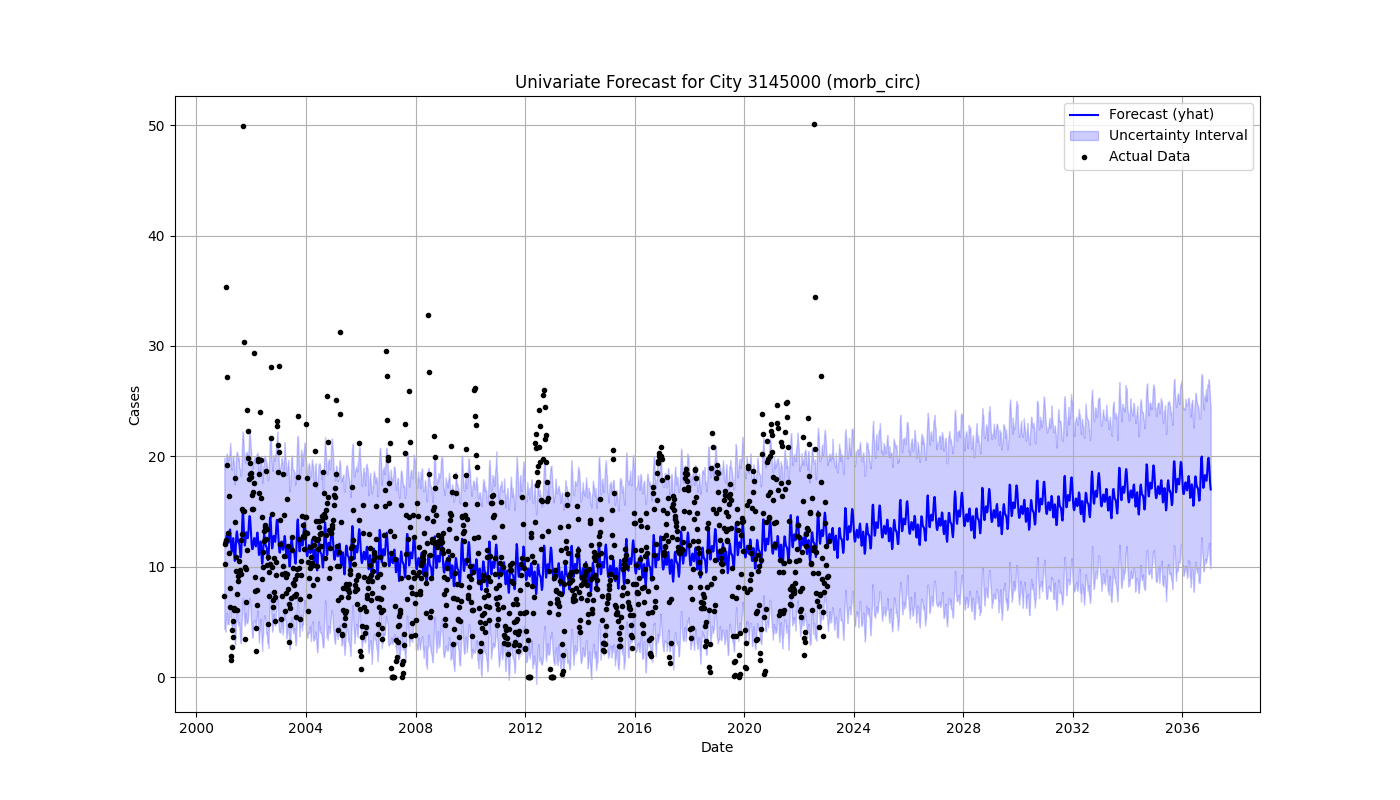 Univariate Forecast for City 3145000 (morb_circ)
Forecast (yhat)
Uncertainty Interval
Actual Data
Cases
50
40
30
20
10
0
2000
2004
2008
2012
2016
2020
2024
2028
2032
2036
Date